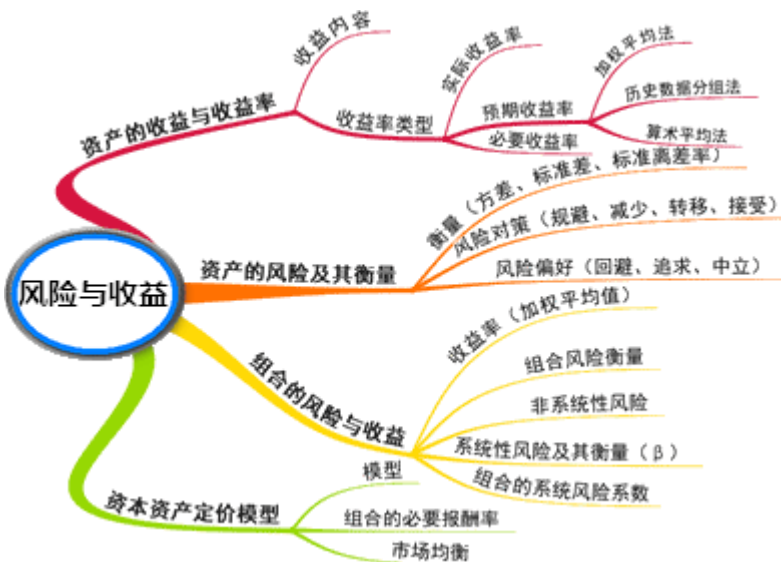 风险与收益
资产的收益与收益率
收益内容
收益率类型
实际收益率
预期收益率
加权平均法
历史数据分组法
算术平均法
必要收益率
资产的风险及其衡量
衡量（方差、标准差、标准离差率）
风险对策（规避、减少、转移、接受）
风险偏好（回避、追求、中立）
组合的风险与收益
收益率（加权平均值）
组合风险衡量
非系统性风险
系统性风险及其衡量（β）
组合的系统风险系数
资本资产定价模型
模型
组合的必要报酬率
市场均衡